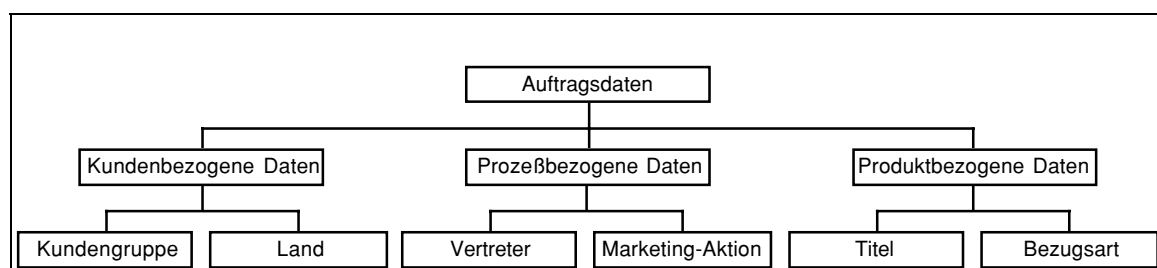 Auftragsdaten
Kundenbezogene Daten
Prozeßbezogene Daten
Produktbezogene Daten
Kundengruppe
Land
Vertreter
Marketing-Aktion
Titel
Bezugsart